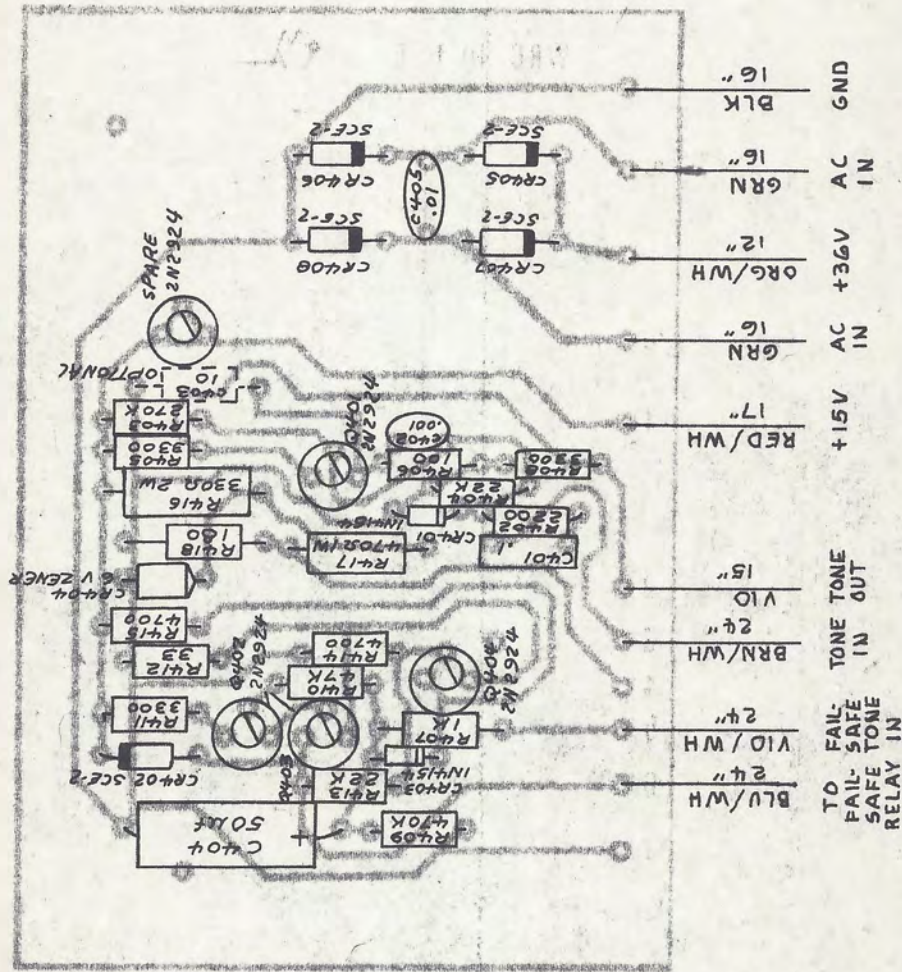 BLK
16"
GND
GRN
16"
AC
IN
ORG/WH
12"
+36V
GRN
16"
AC
IN
RED/WH
17"
+15V
VIO
15"
TONE
OUT
BRN/WH
24"
TONE
IN
VIO/WH
24"
FAIL-
SAFE
TONE
IN
BLU/WH
24"
TO
FAIL-
SAFE
RELAY
SCE-2
CR406
SCE-2
CR405
C405
.01
SCE-2
CR408
SCE-2
CR407
SPARE
2N2924
OPTIONAL
C403
10
R403
270K
R405
3300
R416
330Ω 2W
R418
100
CR404
6V ZENER
R415
4700
R412
33
R411
3300
CR402
SCE-2
C404
50µf
+
Q401
2N2924
C402
.001
R406
100
R408
3300
R404
22K
CR401
1N4154
R402
2200
C401
.1
R417
470Ω 1W
Q402
2N2924
R414
4700
R410
47K
Q404
2N2924
R407
1K
Q403
CR403
1N4154
R413
22K
R409
470K